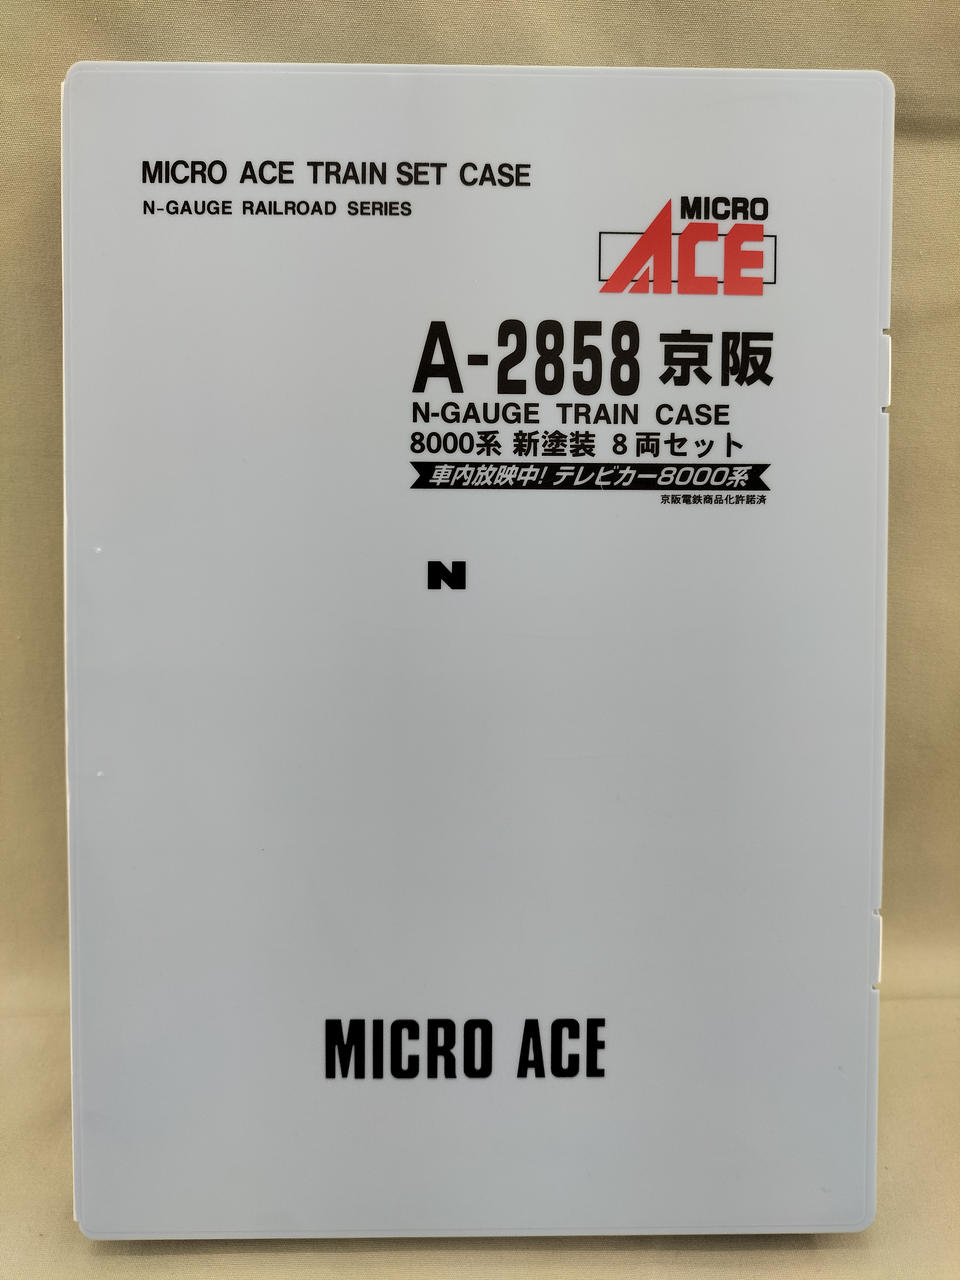 MICRO ACE TRAIN SET CASE
N-GAUGE RAILROAD SERIES
MICRO
ACE
A-2858 京阪
N-GAUGE TRAIN CASE
8000系 新塗装 8両セット
車内放映中! テレビカー8000系
京阪電鉄商品化許諾済
N
MICRO ACE